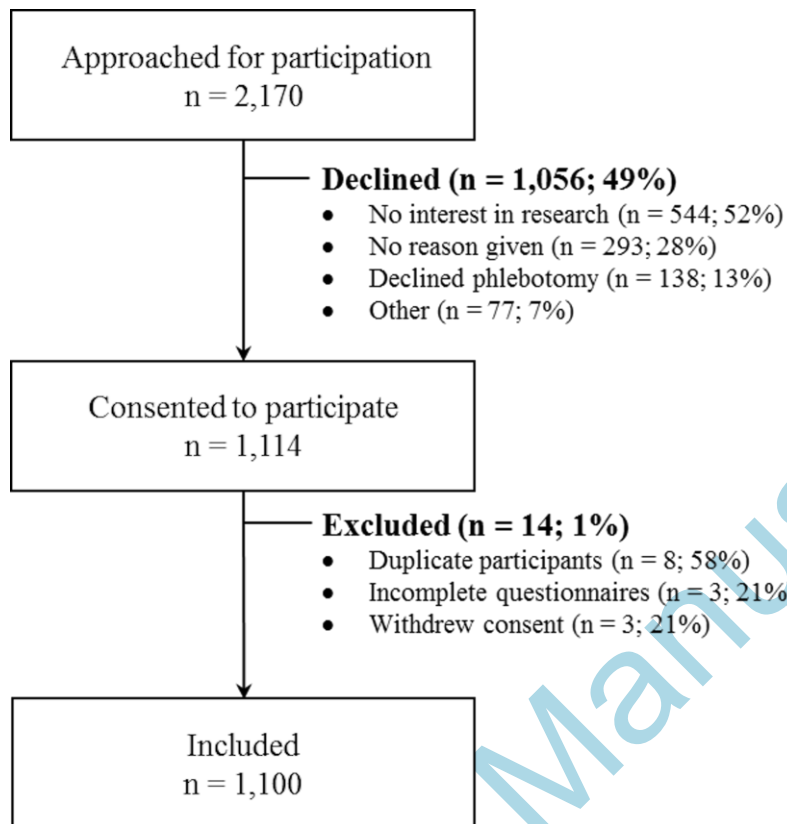 Approached for participation
n = 2,170
Declined (n = 1,056; 49%)
• No interest in research (n = 544; 52%)
• No reason given (n = 293; 28%)
• Declined phlebotomy (n = 138; 13%)
• Other (n = 77; 7%)
Consented to participate
n = 1,114
Excluded (n = 14; 1%)
• Duplicate participants (n = 8; 58%)
• Incomplete questionnaires (n = 3; 21%
• Withdrew consent (n = 3; 21%)
Included
n = 1,100
Manus